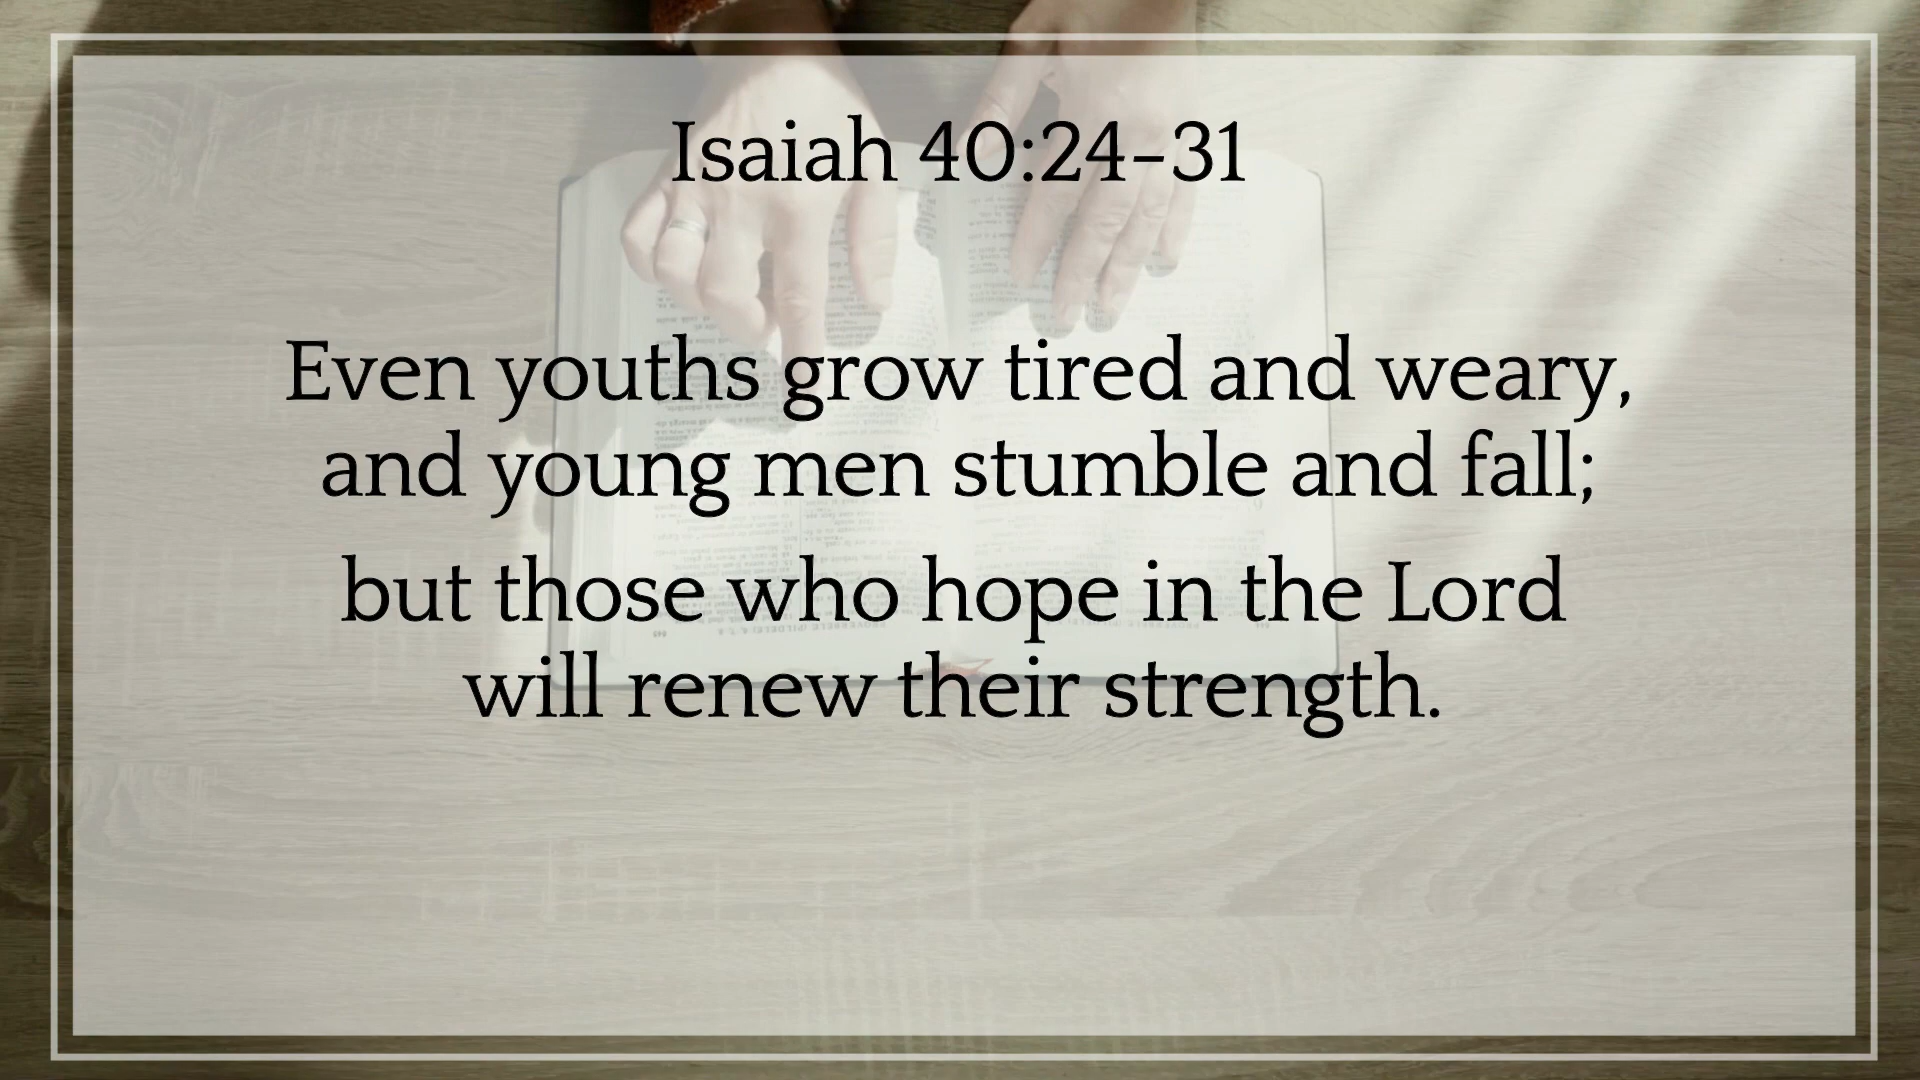 Isaiah 40:24–31
Even youths grow tired and weary,
and young men stumble and fall;
but those who hope in the Lord
will renew their strength.